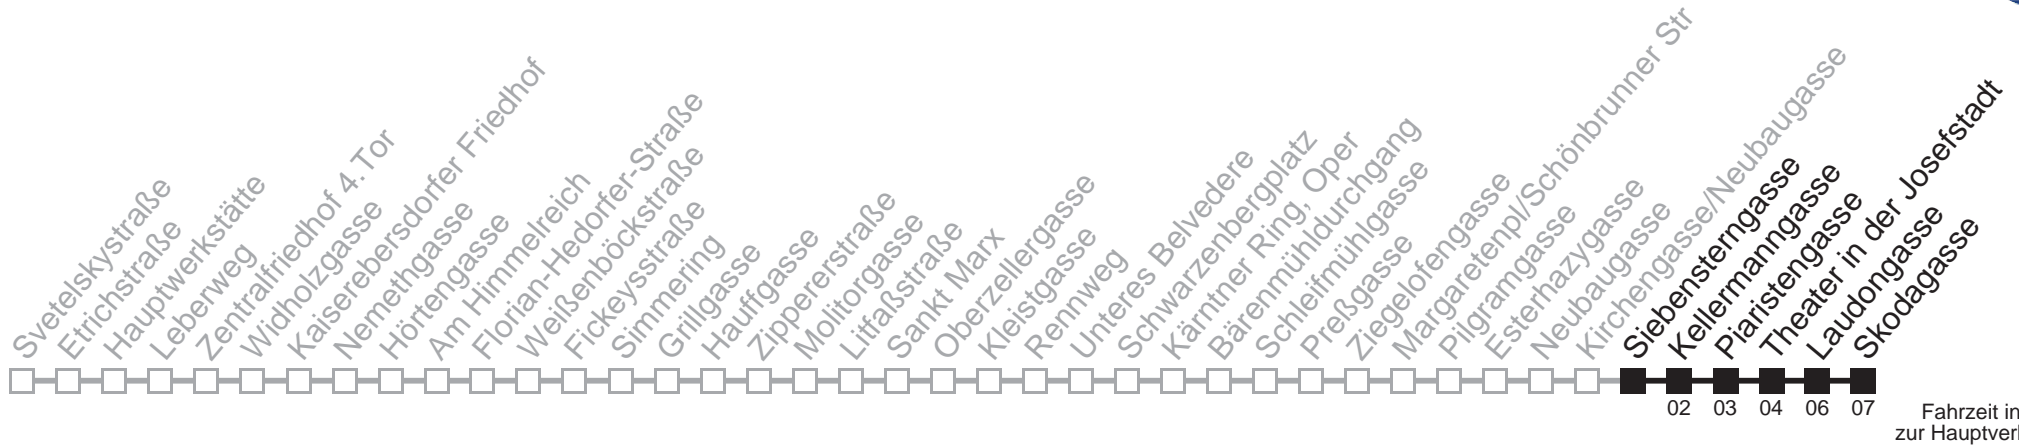 Svetelskystraße
Etrichstraße
Hauptwerkstätte
Leberweg
Zentralfriedhof 4.Tor
Widholzgasse
Kaiserebersdorfer Friedhof
Nemethgasse
Hörtengasse
Am Himmelreich
Florian-Hedorfer-Straße
Weißenböckstraße
Fickeysstraße
Simmering
Grillgasse
Hauffgasse
Zippererstraße
Molitorgasse
Litfaßstraße
Sankt Marx
Oberzellergasse
Kleistgasse
Rennweg
Unteres Belvedere
Schwarzenbergplatz
Kärntner Ring, Oper
Bärenmühldurchgang
Schleifmühlgasse
Preßgasse
Ziegelofengasse
Margaretenpl/Schönbrunner Str
Pilgramgasse
Esterhazygasse
Neubaugasse
Kirchengasse/Neubaugasse
Siebensterngasse
Kellermanngasse
Piaristengasse
Theater in der Josefstadt
Laudongasse
Skodagasse
02 03 04 06 07
Fahrzeit in
zur Hauptverl